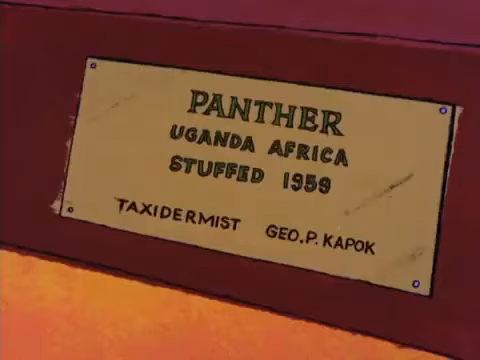 PANTHER
UGANDA AFRICA
STUFFED 1959
TAXIDERMIST GEO. P. KAPOK